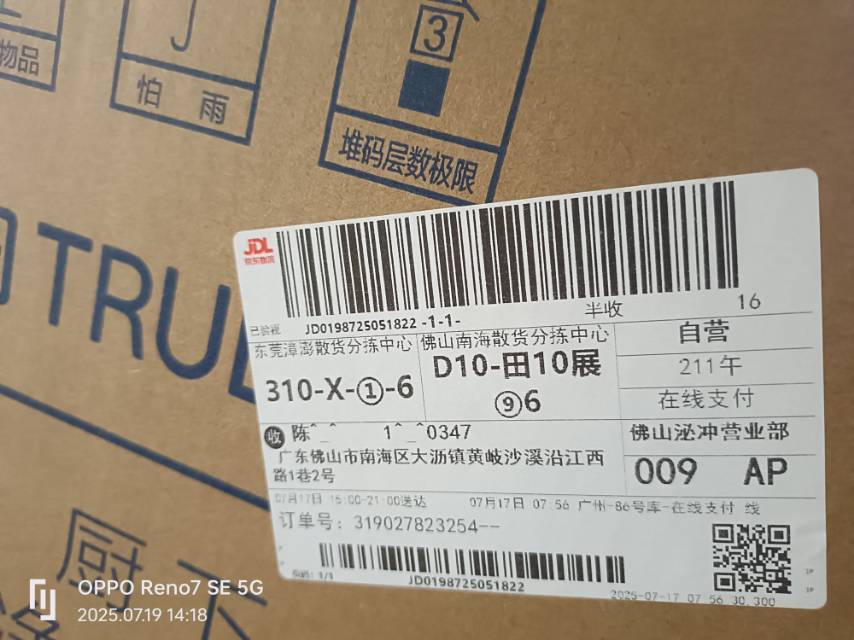 物品
怕 雨
3
堆码层数极限
TRU
JDL
京东物流
已验视
JD0198725051822 -1-1-
半收
16
东莞漳澎散货分拣中心
佛山南海散货分拣中心
自营
310-X-①-6
D10-田10展
⑨6
211午
在线支付
收 陈^_^ 1^_^0347
佛山泌冲营业部
广东佛山市南海区大沥镇黄岐沙溪沿江西
路1巷2号
009 AP
07月17日 15:00-21:00送达
07月17日 07:56 广州-86号库-在线支付 线
订单号: 319027823254--
1/1
JD0198725051822
2025-07-17 07 56 30.300
厨 下
OPPO Reno7 SE 5G
2025.07.19 14:18